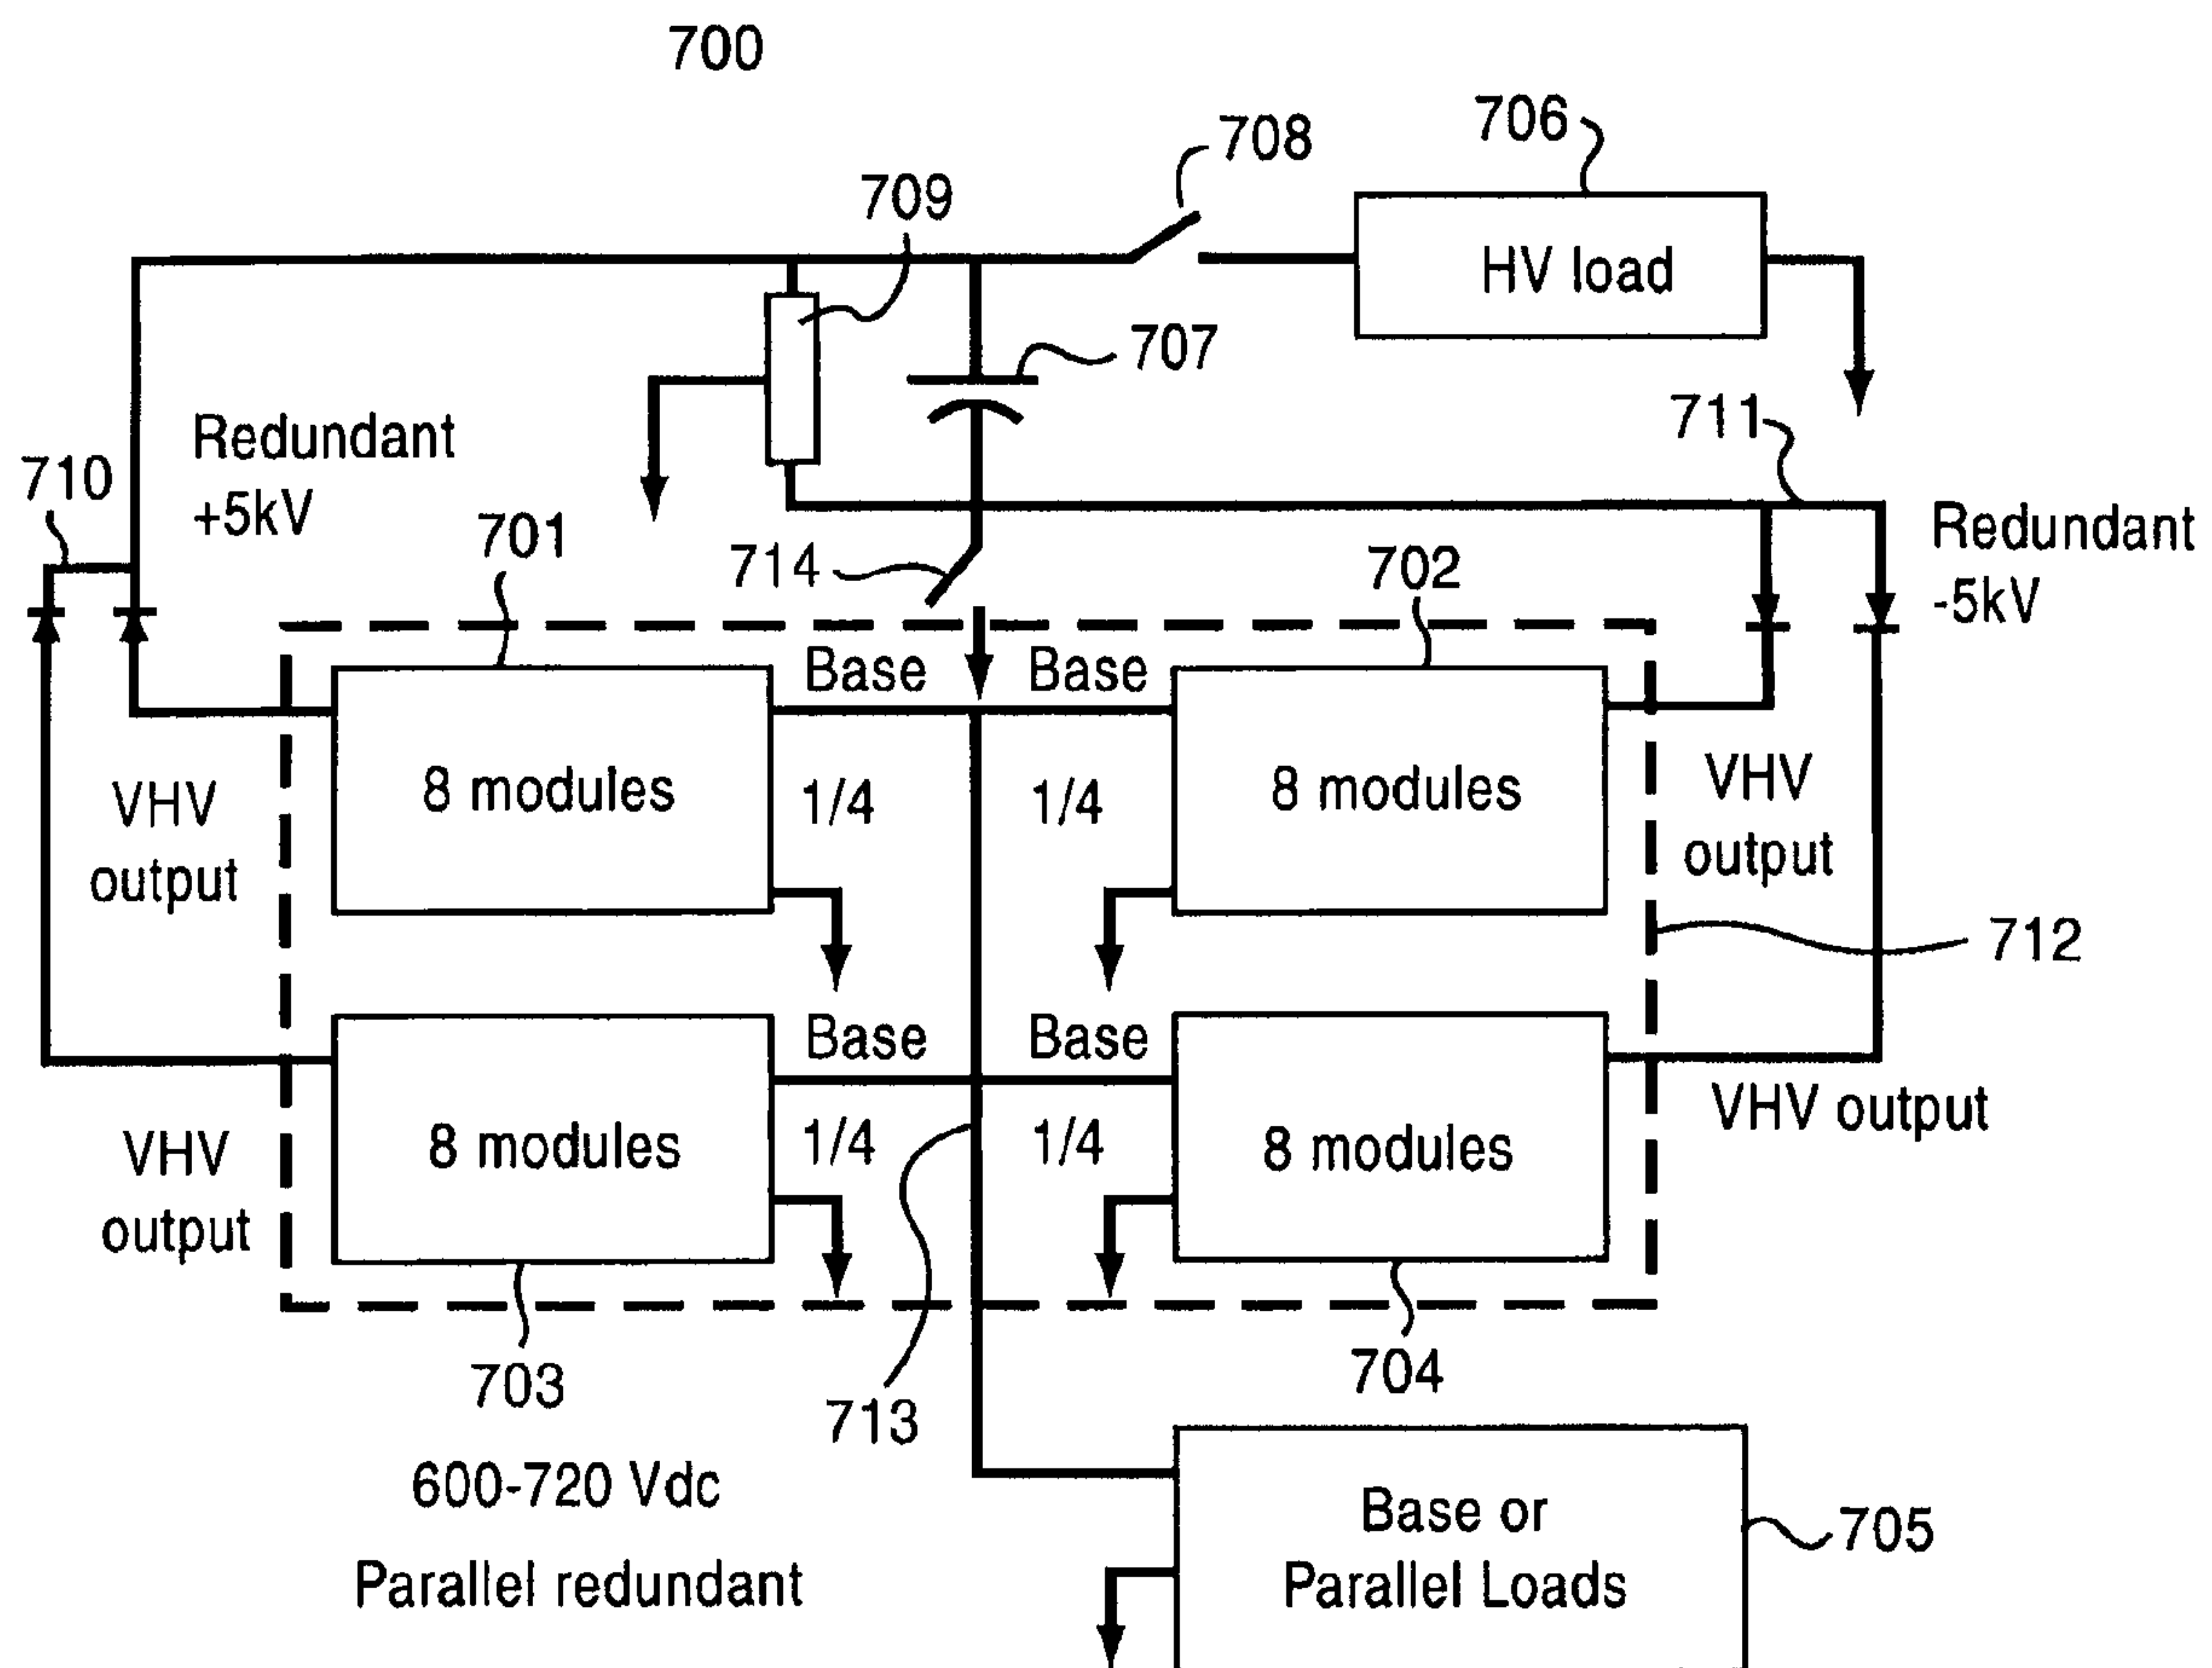 700
708
706
709
HV load
707
711
Redundant
+5kV
710
701
714
702
Redundant
-5kV
Base
Base
8 modules
1/4
1/4
8 modules
VHV
output
VHV
output
712
Base
Base
8 modules
1/4
1/4
8 modules
VHV
output
VHV output
703
713
704
600-720 Vdc
Parallel redundant
Base or
Parallel Loads
705